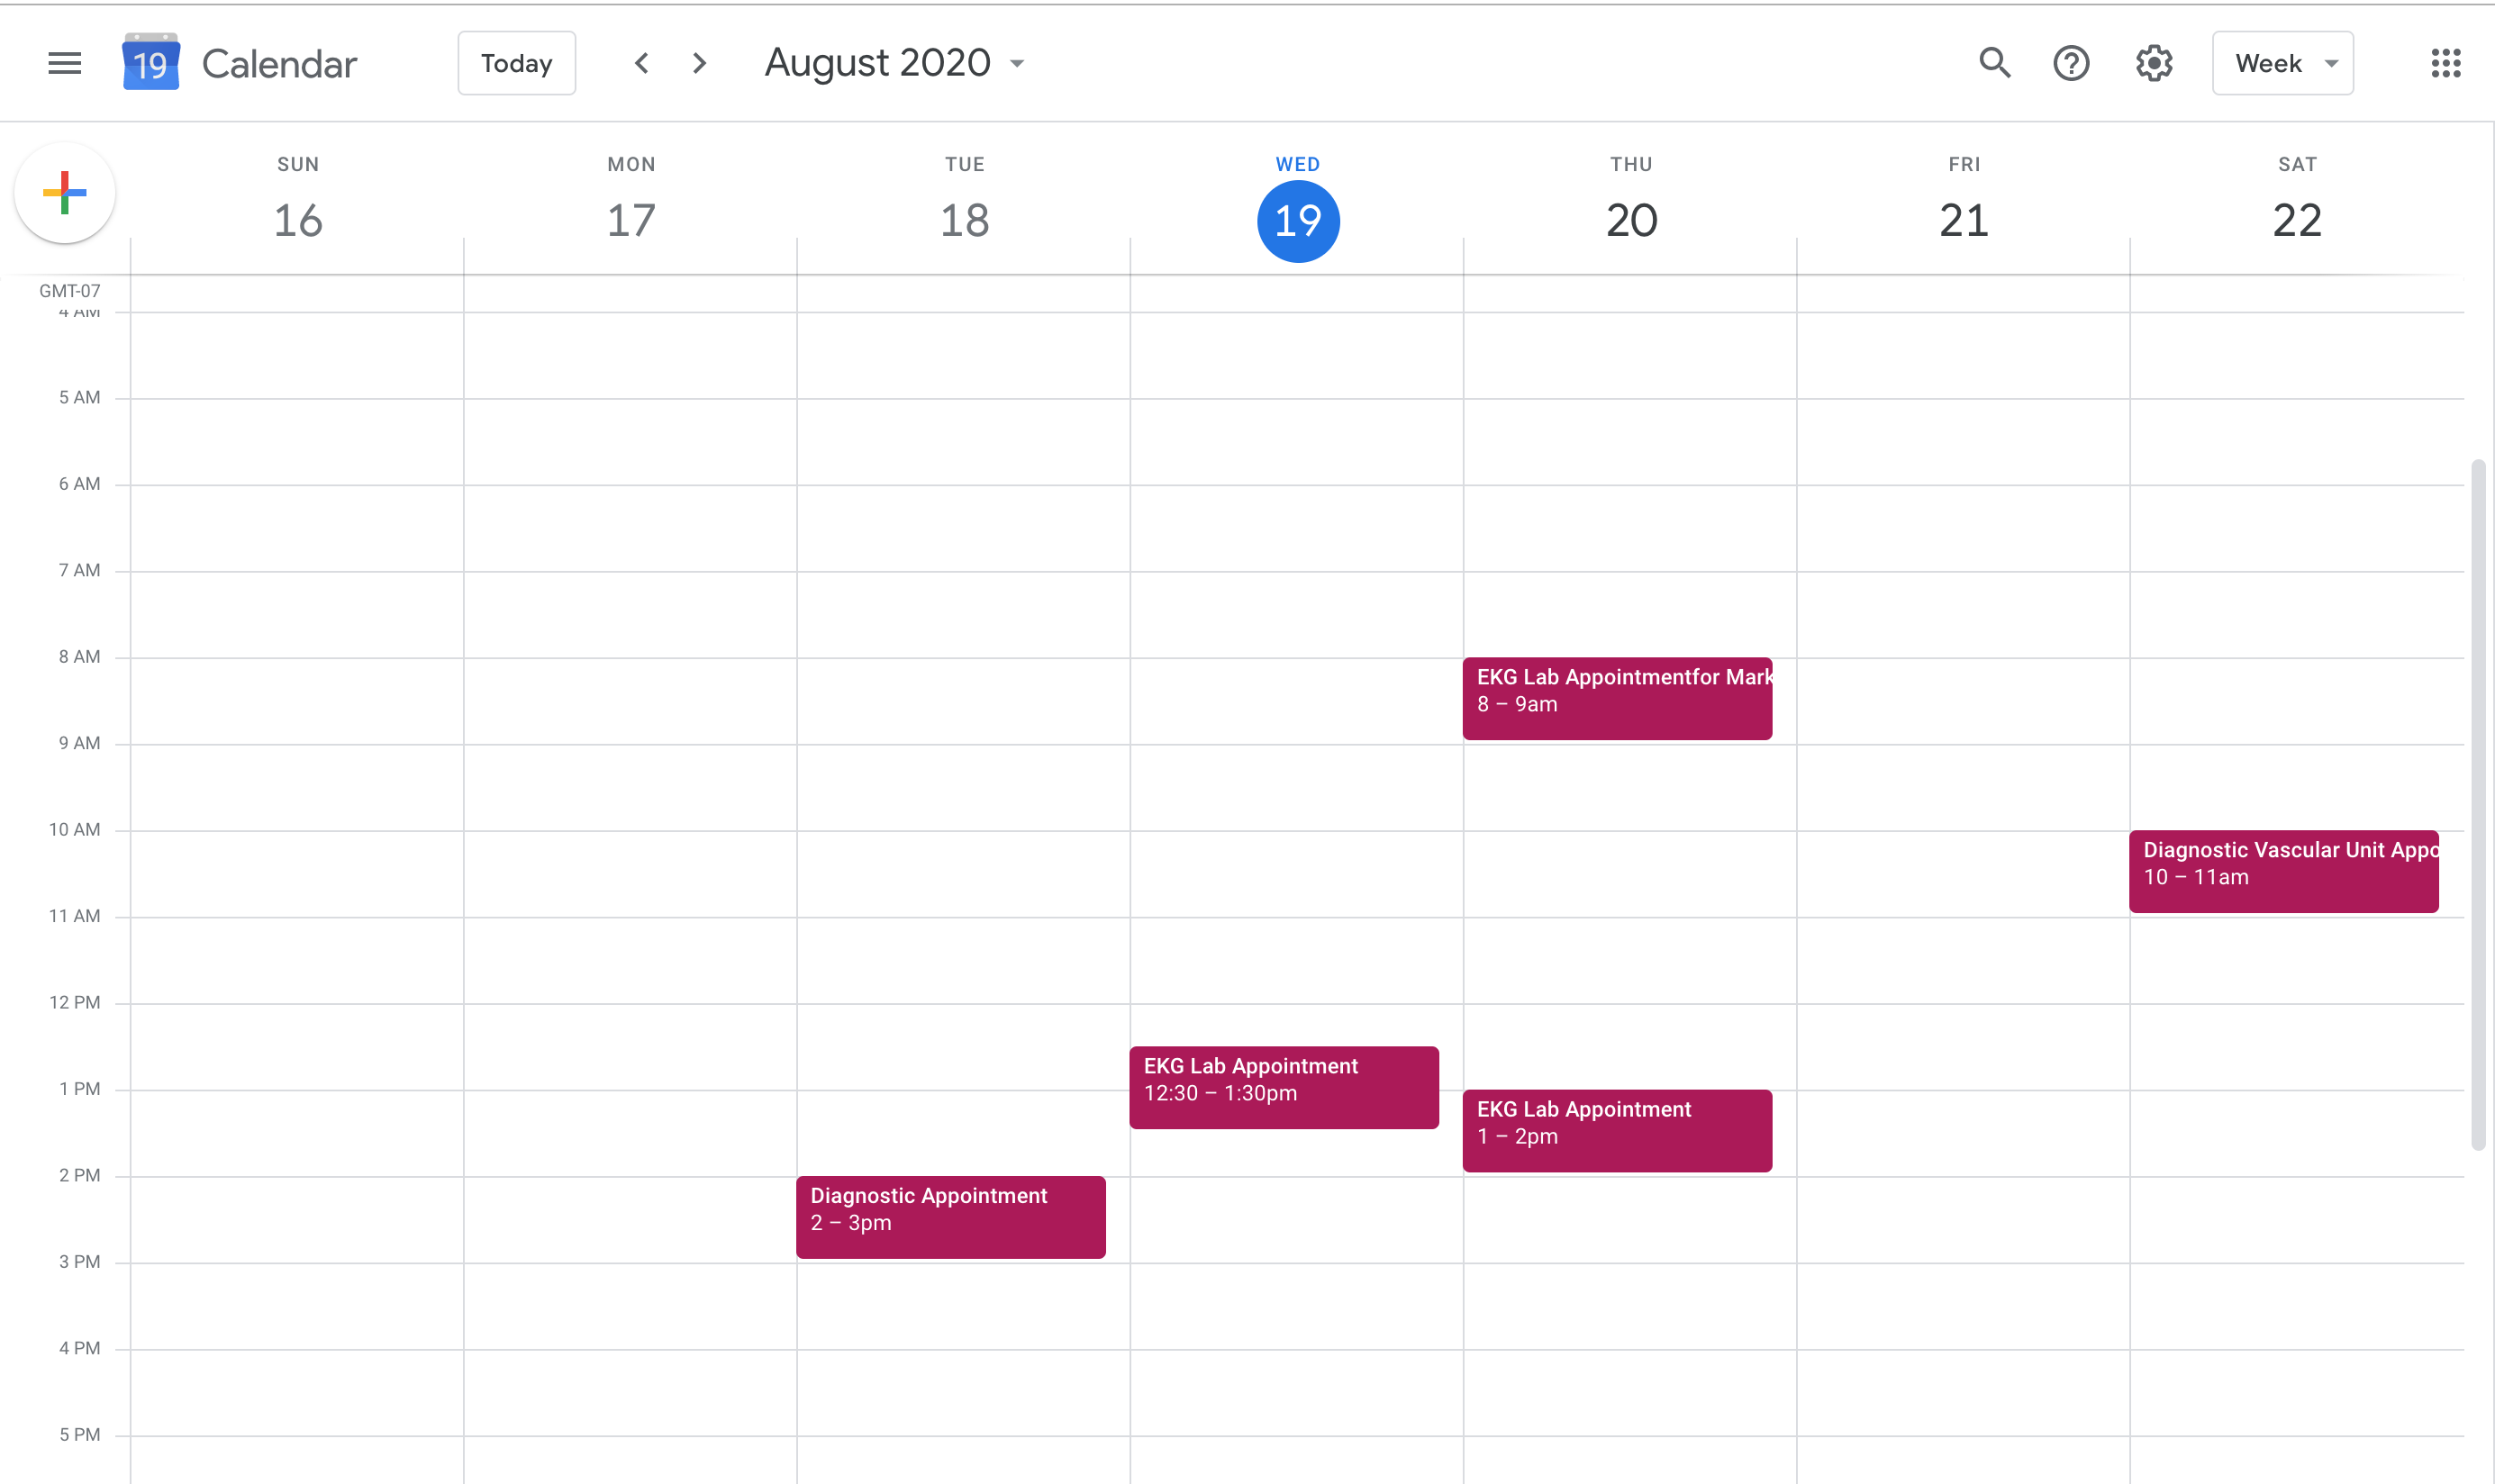 19 Calendar Today August 2020 Week
SUN MON TUE WED THU FRI SAT
16 17 18 19 20 21 22
GMT-07
4 AM
5 AM
6 AM
7 AM
8 AM
EKG Lab Appointmentfor Mark
8 – 9am
9 AM
10 AM
Diagnostic Vascular Unit Appo
10 – 11am
11 AM
12 PM
EKG Lab Appointment
12:30 – 1:30pm
1 PM
EKG Lab Appointment
1 – 2pm
2 PM
Diagnostic Appointment
2 – 3pm
3 PM
4 PM
5 PM